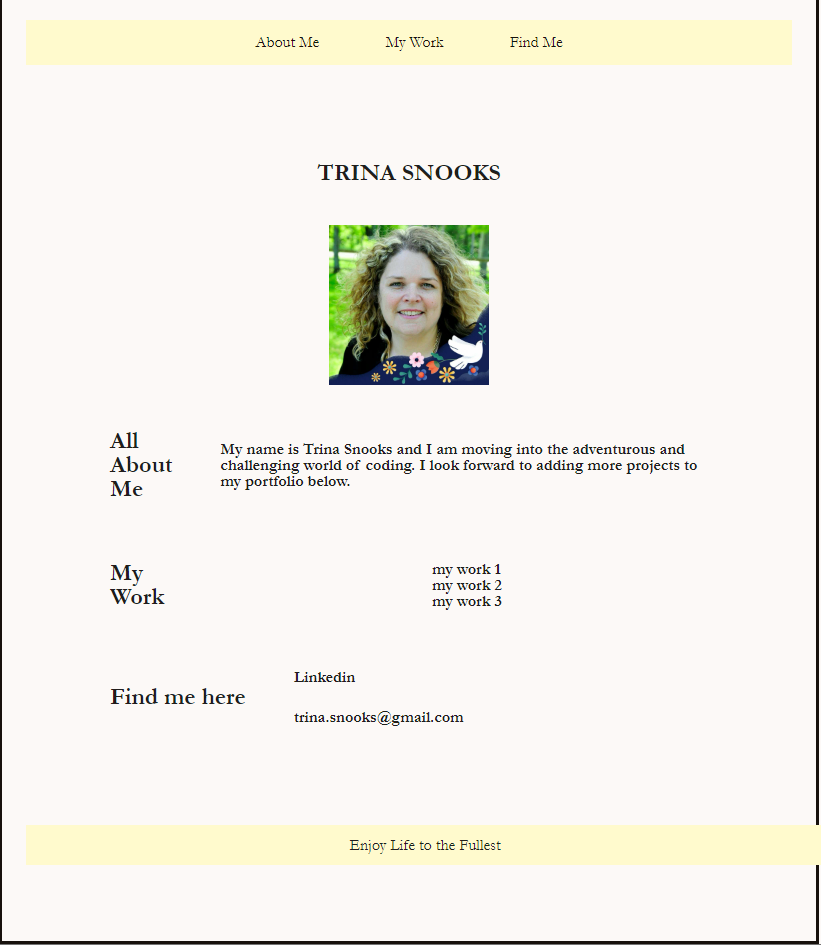 About Me My Work Find Me
TRINA SNOOKS
All
About
Me
My name is Trina Snooks and I am moving into the adventurous and
challenging world of coding. I look forward to adding more projects to
my portfolio below.
My
Work
my work 1
my work 2
my work 3
Find me here
Linkedin
trina.snooks@gmail.com
Enjoy Life to the Fullest